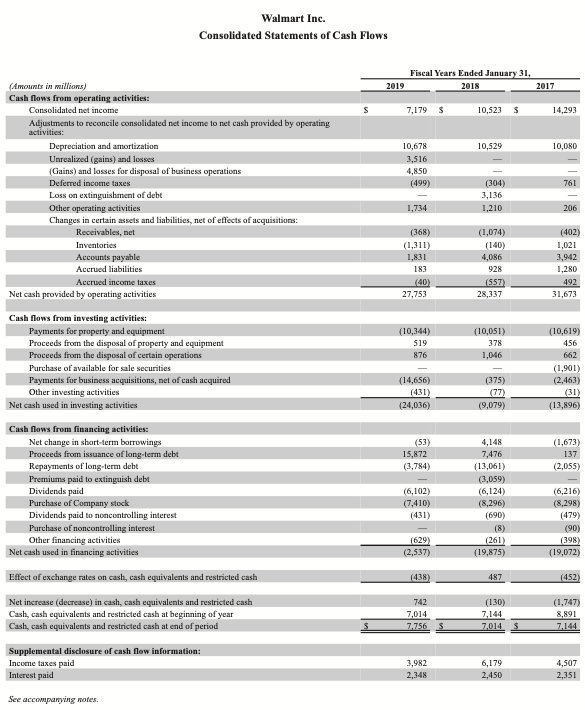 Walmart Inc.
Consolidated Statements of Cash Flows
Fiscal Years Ended January 31,
(Amounts in millions) 2019 2018 2017
Cash flows from operating activities:
Consolidated net income $ 7,179 $ 10,523 $ 14,293
Adjustments to reconcile consolidated net income to net cash provided by operating
activities:
Depreciation and amortization 10,678 10,529 10,080
Unrealized (gains) and losses 3,516 — —
(Gains) and losses for disposal of business operations 4,850 — —
Deferred income taxes (499) (304) 761
Loss on extinguishment of debt — 3,136 —
Other operating activities 1,734 1,210 206
Changes in certain assets and liabilities, net of effects of acquisitions:
Receivables, net (368) (1,074) (402)
Inventories (1,311) (140) 1,021
Accounts payable 1,831 4,086 3,942
Accrued liabilities 183 928 1,280
Accrued income taxes (40) (557) 492
Net cash provided by operating activities 27,753 28,337 31,673
Cash flows from investing activities:
Payments for property and equipment (10,344) (10,051) (10,619)
Proceeds from the disposal of property and equipment 519 378 456
Proceeds from the disposal of certain operations 876 1,046 662
Purchase of available for sale securities — — (1,901)
Payments for business acquisitions, net of cash acquired (14,656) (375) (2,463)
Other investing activities (431) (77) (31)
Net cash used in investing activities (24,036) (9,079) (13,896)
Cash flows from financing activities:
Net change in short-term borrowings (53) 4,148 (1,673)
Proceeds from issuance of long-term debt 15,872 7,476 137
Repayments of long-term debt (3,784) (13,061) (2,055)
Premiums paid to extinguish debt — (3,059) —
Dividends paid (6,102) (6,124) (6,216)
Purchase of Company stock (7,410) (8,296) (8,298)
Dividends paid to noncontrolling interest (431) (690) (479)
Purchase of noncontrolling interest — (8) (90)
Other financing activities (629) (261) (398)
Net cash used in financing activities (2,537) (19,875) (19,072)
Effect of exchange rates on cash, cash equivalents and restricted cash (438) 487 (452)
Net increase (decrease) in cash, cash equivalents and restricted cash 742 (130) (1,747)
Cash, cash equivalents and restricted cash at beginning of year 7,014 7,144 8,891
Cash, cash equivalents and restricted cash at end of period $ 7,756 $ 7,014 $ 7,144
Supplemental disclosure of cash flow information:
Income taxes paid 3,982 6,179 4,507
Interest paid 2,348 2,450 2,351
See accompanying notes.